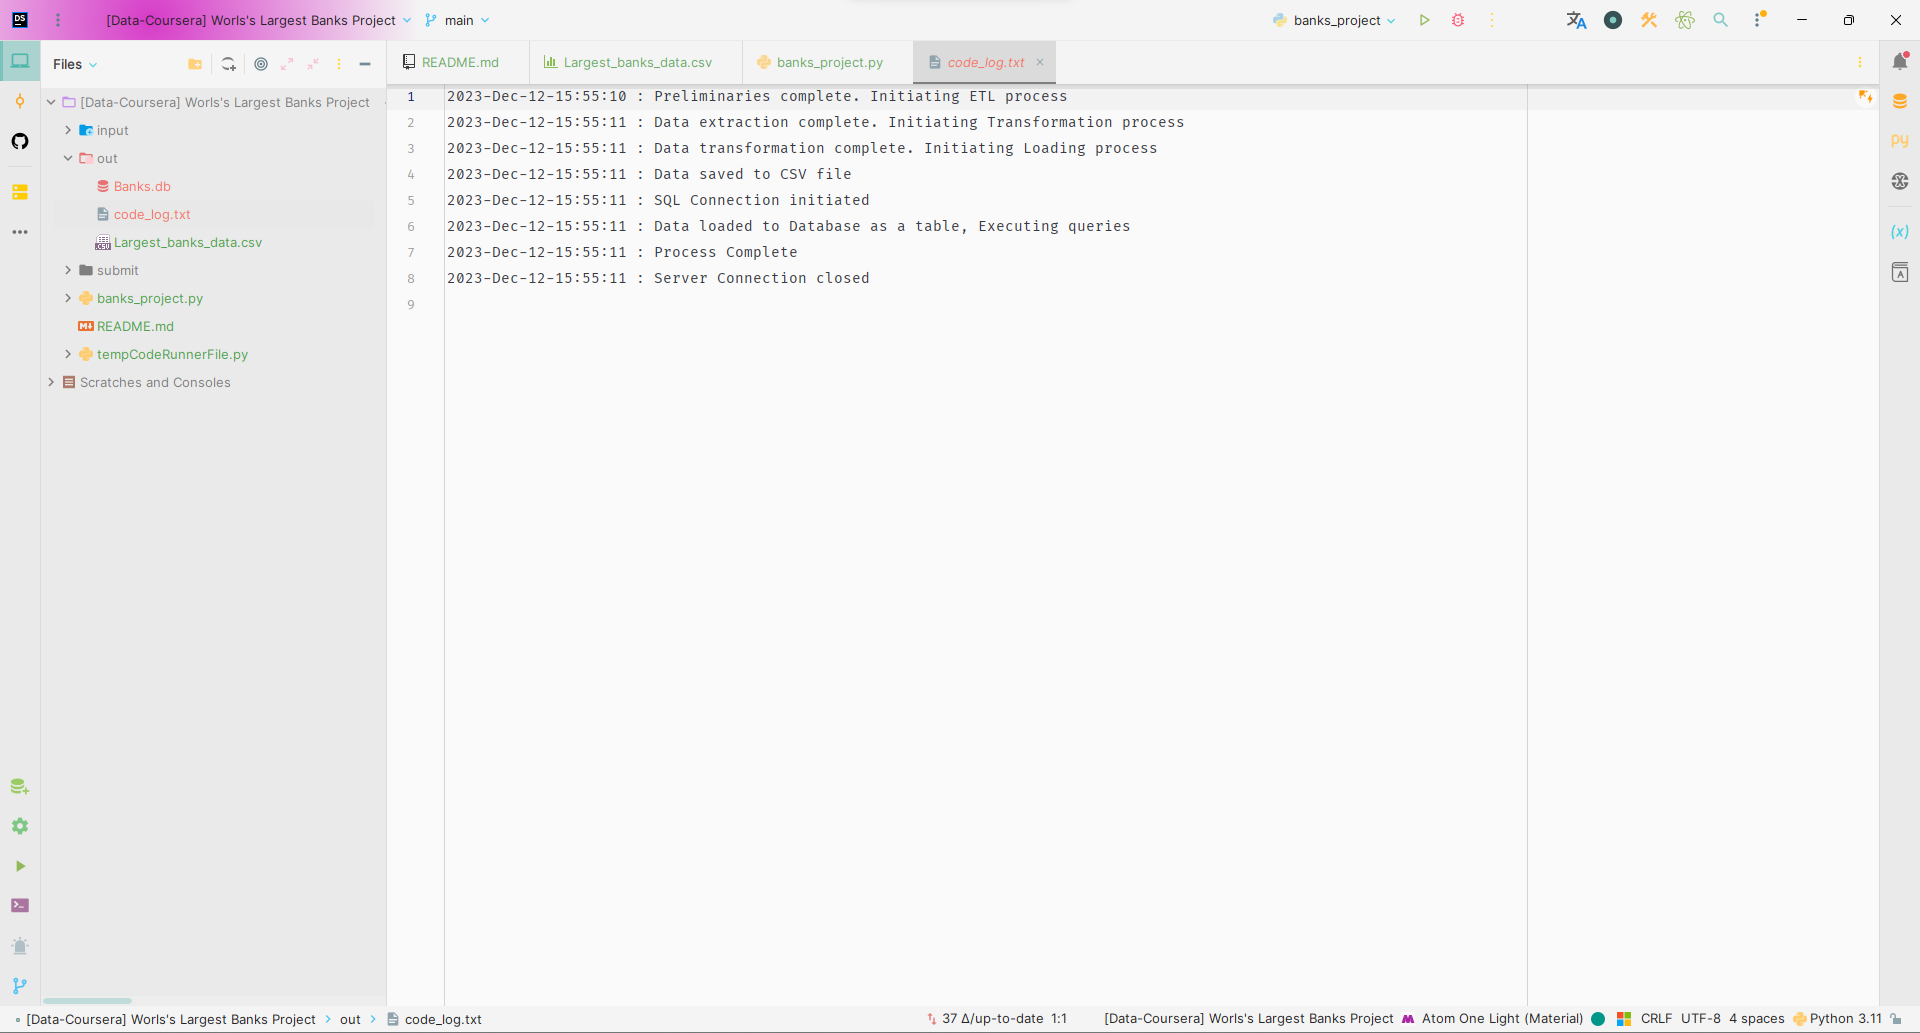 DS
[Data-Coursera] Worls's Largest Banks Project
main
banks_project
Files
README.md
Largest_banks_data.csv
banks_project.py
code_log.txt
[Data-Coursera] Worls's Largest Banks Project
input
out
Banks.db
code_log.txt
Largest_banks_data.csv
submit
banks_project.py
README.md
tempCodeRunnerFile.py
Scratches and Consoles
1 2023-Dec-12-15:55:10 : Preliminaries complete. Initiating ETL process
2 2023-Dec-12-15:55:11 : Data extraction complete. Initiating Transformation process
3 2023-Dec-12-15:55:11 : Data transformation complete. Initiating Loading process
4 2023-Dec-12-15:55:11 : Data saved to CSV file
5 2023-Dec-12-15:55:11 : SQL Connection initiated
6 2023-Dec-12-15:55:11 : Data loaded to Database as a table, Executing queries
7 2023-Dec-12-15:55:11 : Process Complete
8 2023-Dec-12-15:55:11 : Server Connection closed
9
py
(x)
A
[Data-Coursera] Worls's Largest Banks Project > out > code_log.txt
37 Δ/up-to-date 1:1 [Data-Coursera] Worls's Largest Banks Project Atom One Light (Material) CRLF UTF-8 4 spaces Python 3.11